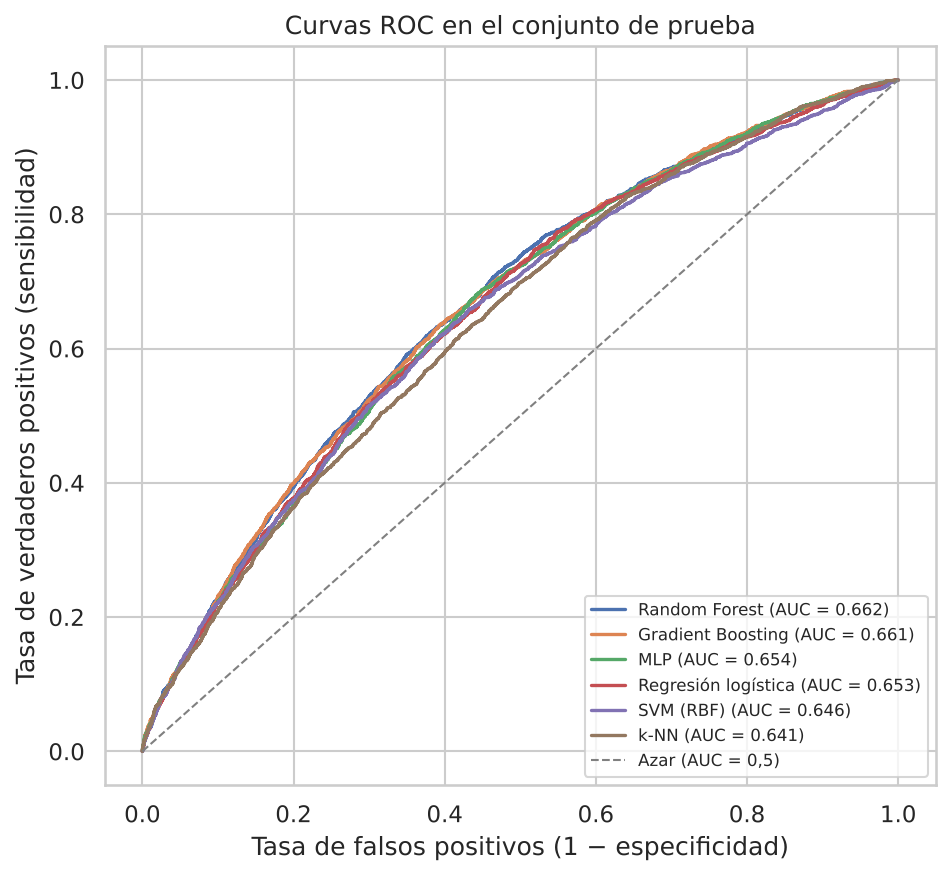 Curvas ROC en el conjunto de prueba
Tasa de verdaderos positivos (sensibilidad)
1.0
0.8
0.6
0.4
0.2
0.0
Random Forest (AUC = 0.662)
Gradient Boosting (AUC = 0.661)
MLP (AUC = 0.654)
Regresión logística (AUC = 0.653)
SVM (RBF) (AUC = 0.646)
k-NN (AUC = 0.641)
Azar (AUC = 0,5)
0.0 0.2 0.4 0.6 0.8 1.0
Tasa de falsos positivos (1 − especificidad)